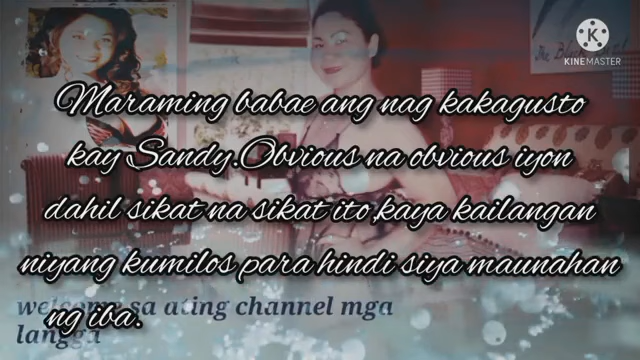 KINEMASTER
Maraming babae ang nag kakagusto
kay Sandy.Obvious na obvious iyon
dahil sikat na sikat ito,kaya kailangan
niyang kumilos para hindi siya maunahan
ng iba.
welcome sa ating channel mga
langga